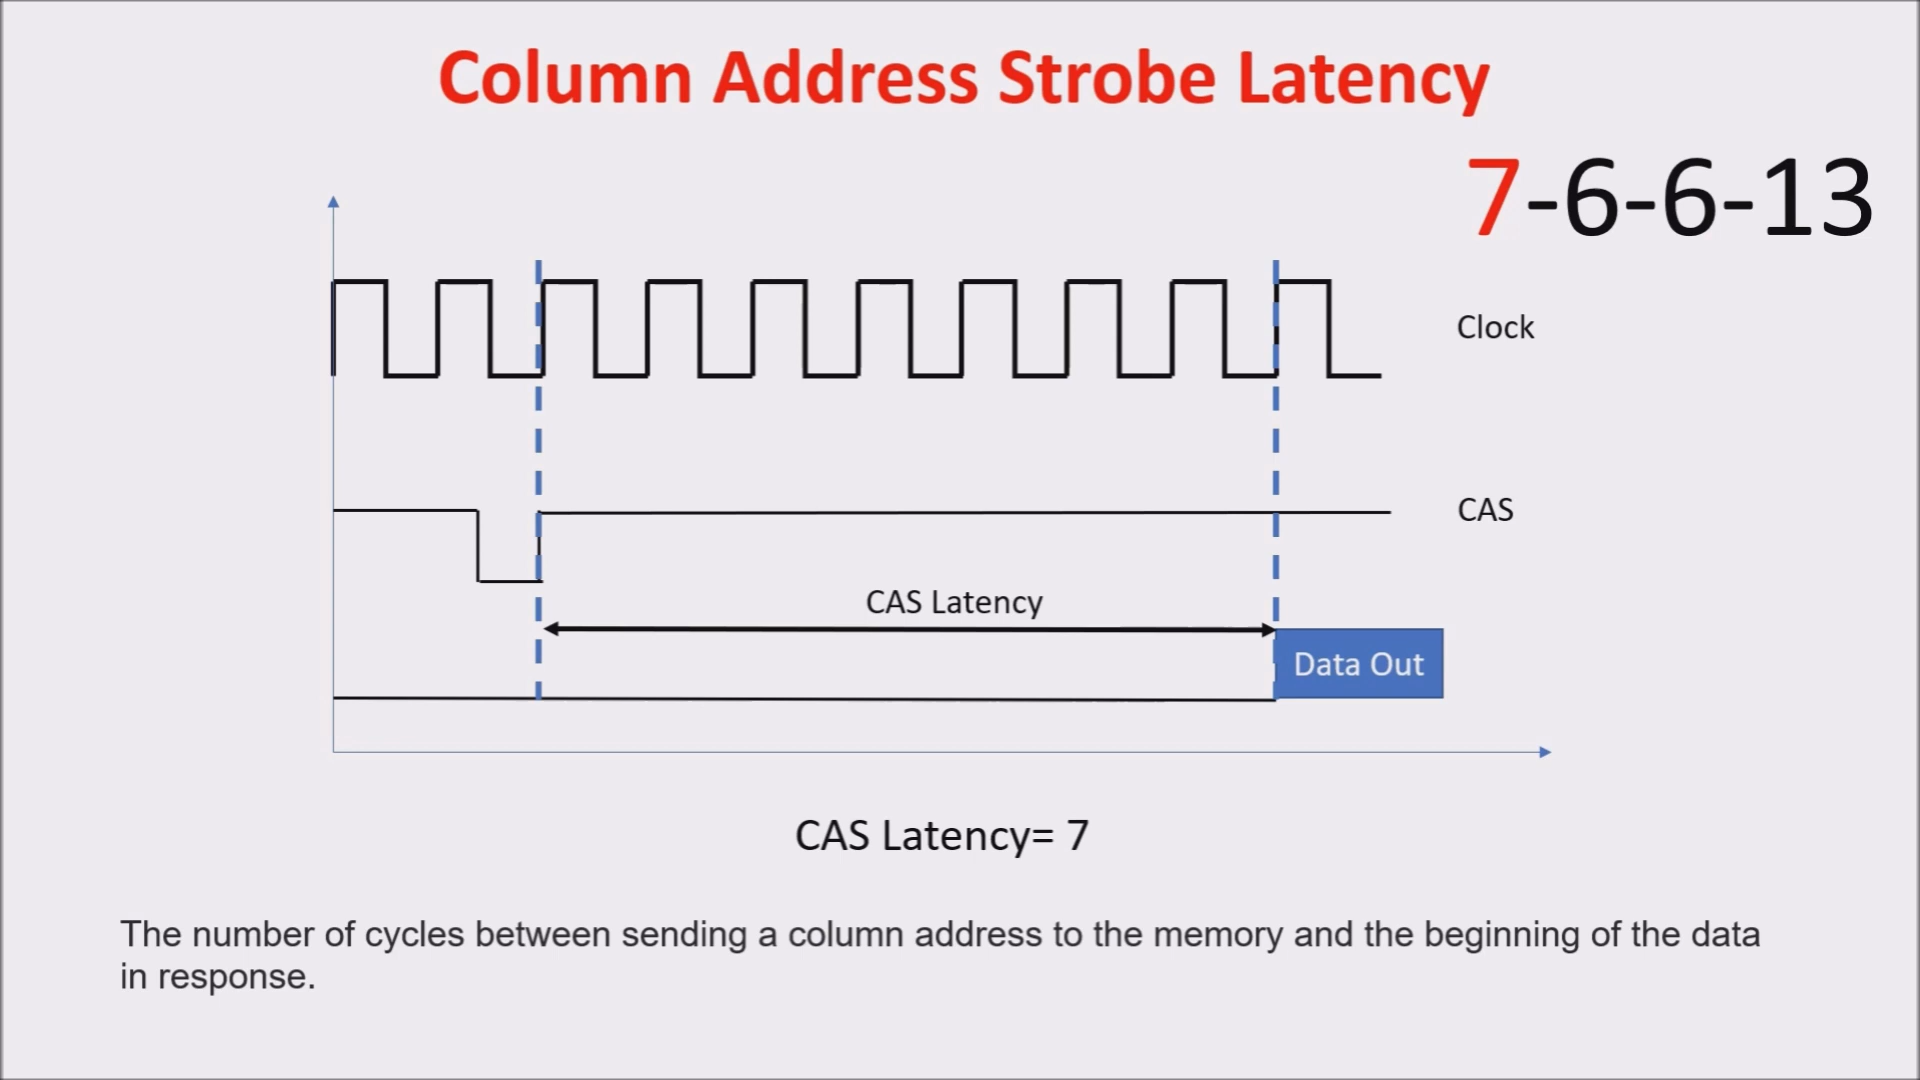 Column Address Strobe Latency
7-6-6-13
Clock
CAS
CAS Latency
Data Out
CAS Latency= 7
The number of cycles between sending a column address to the memory and the beginning of the data
in response.